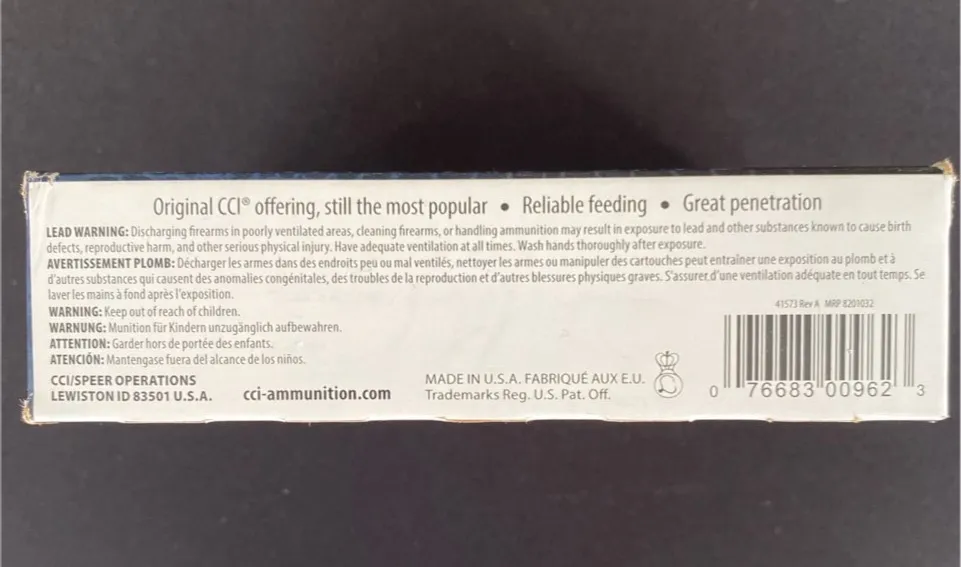 Original CCI® offering, still the most popular • Reliable feeding • Great penetration
LEAD WARNING: Discharging firearms in poorly ventilated areas, cleaning firearms, or handling ammunition may result in exposure to lead and other substances known to cause birth
defects, reproductive harm, and other serious physical injury. Have adequate ventilation at all times. Wash hands thoroughly after exposure.
AVERTISSEMENT PLOMB: Décharger les armes dans des endroits peu ou mal ventilés, nettoyer les armes ou manipuler des cartouches peut entraîner une exposition au plomb et à
d'autres substances qui causent des anomalies congénitales, des troubles de la reproduction et d'autres blessures physiques graves. S'assurer d'une ventilation adéquate en tout temps. Se
laver les mains à fond après l'exposition.
WARNING: Keep out of reach of children.
WARNUNG: Munition für Kindern unzugänglich aufbewahren.
ATTENTION: Garder hors de portée des enfants.
ATENCIÓN: Mantengase fuera del alcance de los niños.
CCI/SPEER OPERATIONS
LEWISTON ID 83501 U.S.A.
cci-ammunition.com
MADE IN U.S.A. FABRIQUÉ AUX E.U.
Trademarks Reg. U.S. Pat. Off.
41573 Rev A MRP 8201032
0 76683 00962 3